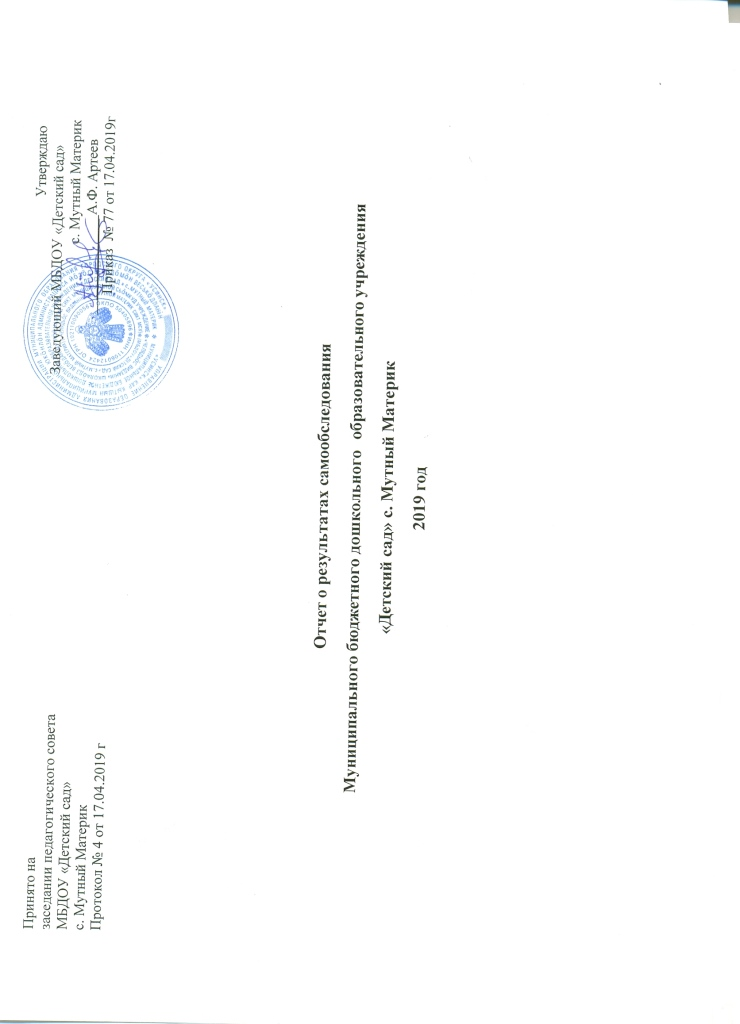 Принято на
заседании педагогического совета
МБДОУ «Детский сад»
с. Мутный Материк
Протокол № 4 от 17.04.2019 г
Утверждаю
Заведующий МБДОУ «Детский сад»
с. Мутный Материк
А.Ф. Артеев
Приказ № 77 от 17.04.2019г
Отчет о результатах самообследования
Муниципального бюджетного дошкольного образовательного учреждения
«Детский сад» с. Мутный Материк
2019 год